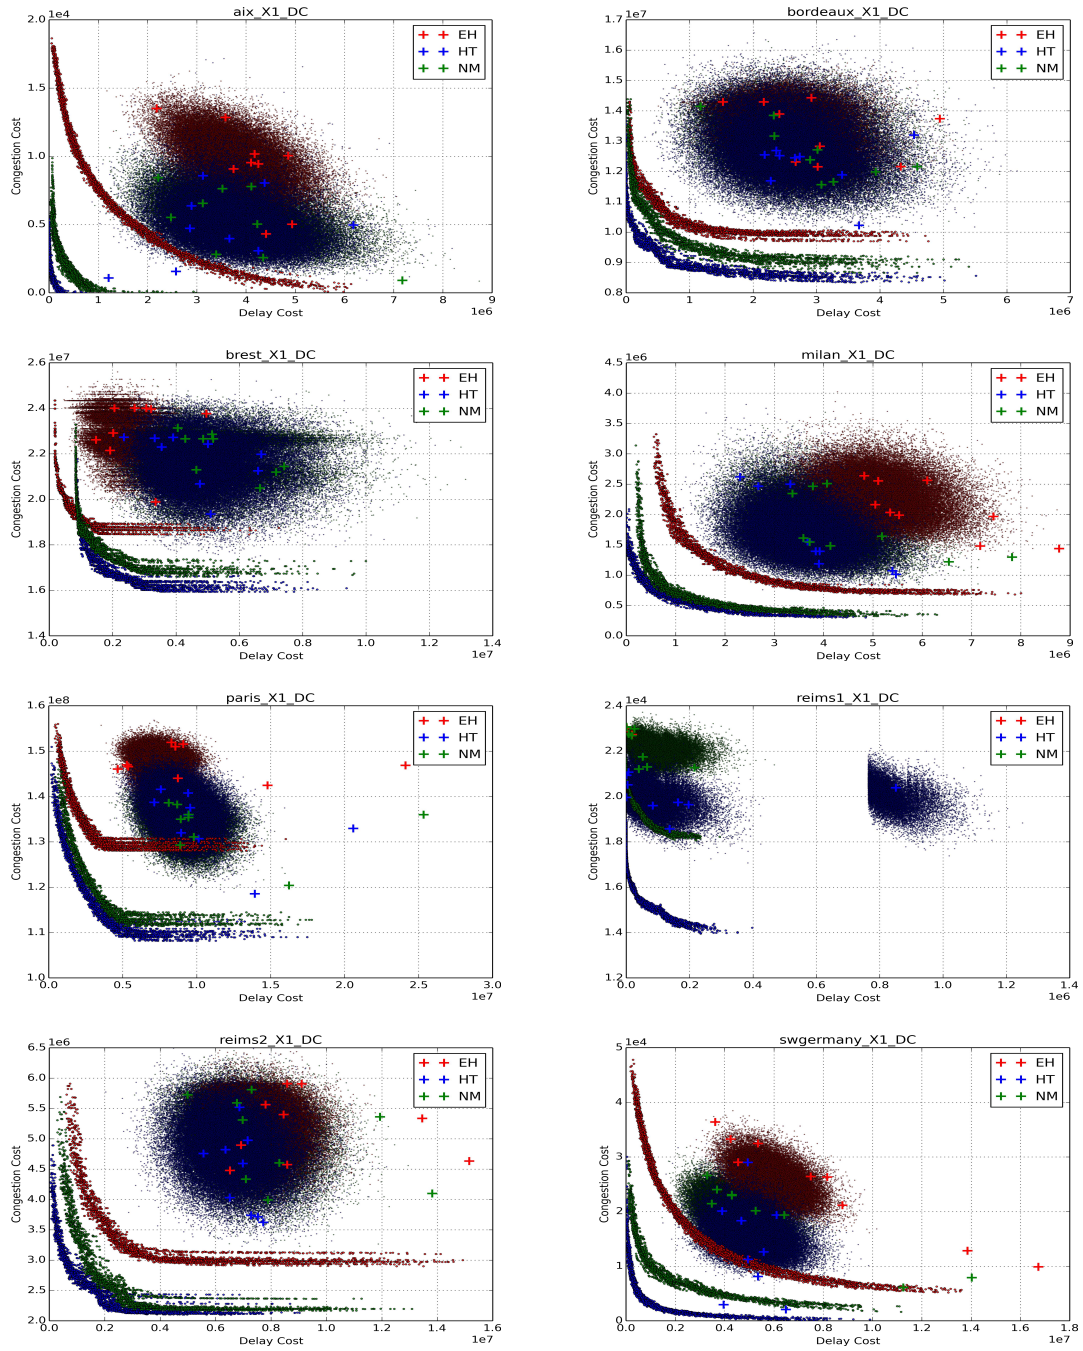 aix_X1_DC
2.0 1e4
EH
HT
NM
1.5
1.0
0.5
0.0
Congestion Cost
0 1 2 3 4 5 6 7 8 9
Delay Cost 1e6
bordeaux_X1_DC
1.7 1e7
EH
HT
NM
1.6
1.5
1.4
1.3
1.2
1.1
1.0
0.9
0.8
Congestion Cost
0 1 2 3 4 5 6 7
Delay Cost 1e6
brest_X1_DC
2.6 1e7
EH
HT
NM
2.4
2.2
2.0
1.8
1.6
1.4
Congestion Cost
0.0 0.2 0.4 0.6 0.8 1.0 1.2 1.4
Delay Cost 1e7
milan_X1_DC
4.5 1e6
EH
HT
NM
4.0
3.5
3.0
2.5
2.0
1.5
1.0
0.5
0.0
Congestion Cost
0 1 2 3 4 5 6 7 8 9
Delay Cost 1e6
paris_X1_DC
1.6 1e8
EH
HT
NM
1.5
1.4
1.3
1.2
1.1
1.0
Congestion Cost
0.0 0.5 1.0 1.5 2.0 2.5 3.0
Delay Cost 1e7
reims1_X1_DC
2.4 1e4
EH
HT
NM
2.2
2.0
1.8
1.6
1.4
1.2
Congestion Cost
0.0 0.2 0.4 0.6 0.8 1.0 1.2 1.4
Delay Cost 1e6
reims2_X1_DC
6.5 1e6
EH
HT
NM
6.0
5.5
5.0
4.5
4.0
3.5
3.0
2.5
2.0
Congestion Cost
0.0 0.2 0.4 0.6 0.8 1.0 1.2 1.4 1.6
Delay Cost 1e7
swgermany_X1_DC
5 1e4
EH
HT
NM
4
3
2
1
0
Congestion Cost
0.0 0.2 0.4 0.6 0.8 1.0 1.2 1.4 1.6 1.8
Delay Cost 1e7